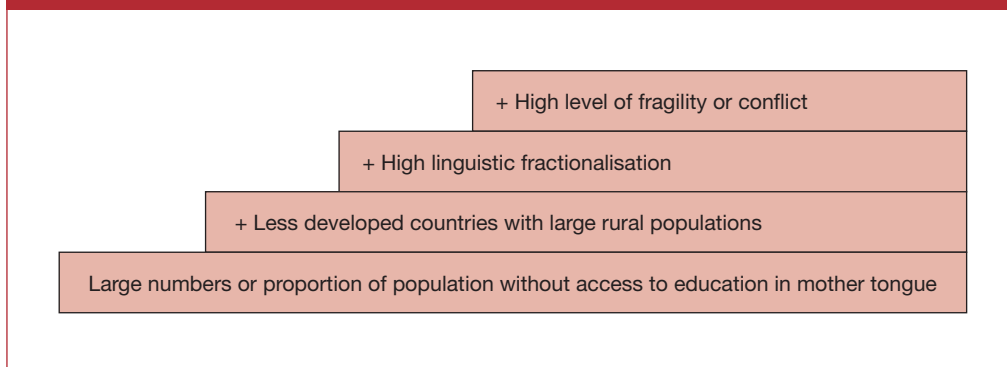 + High level of fragility or conflict
+ High linguistic fractionalisation
+ Less developed countries with large rural populations
Large numbers or proportion of population without access to education in mother tongue